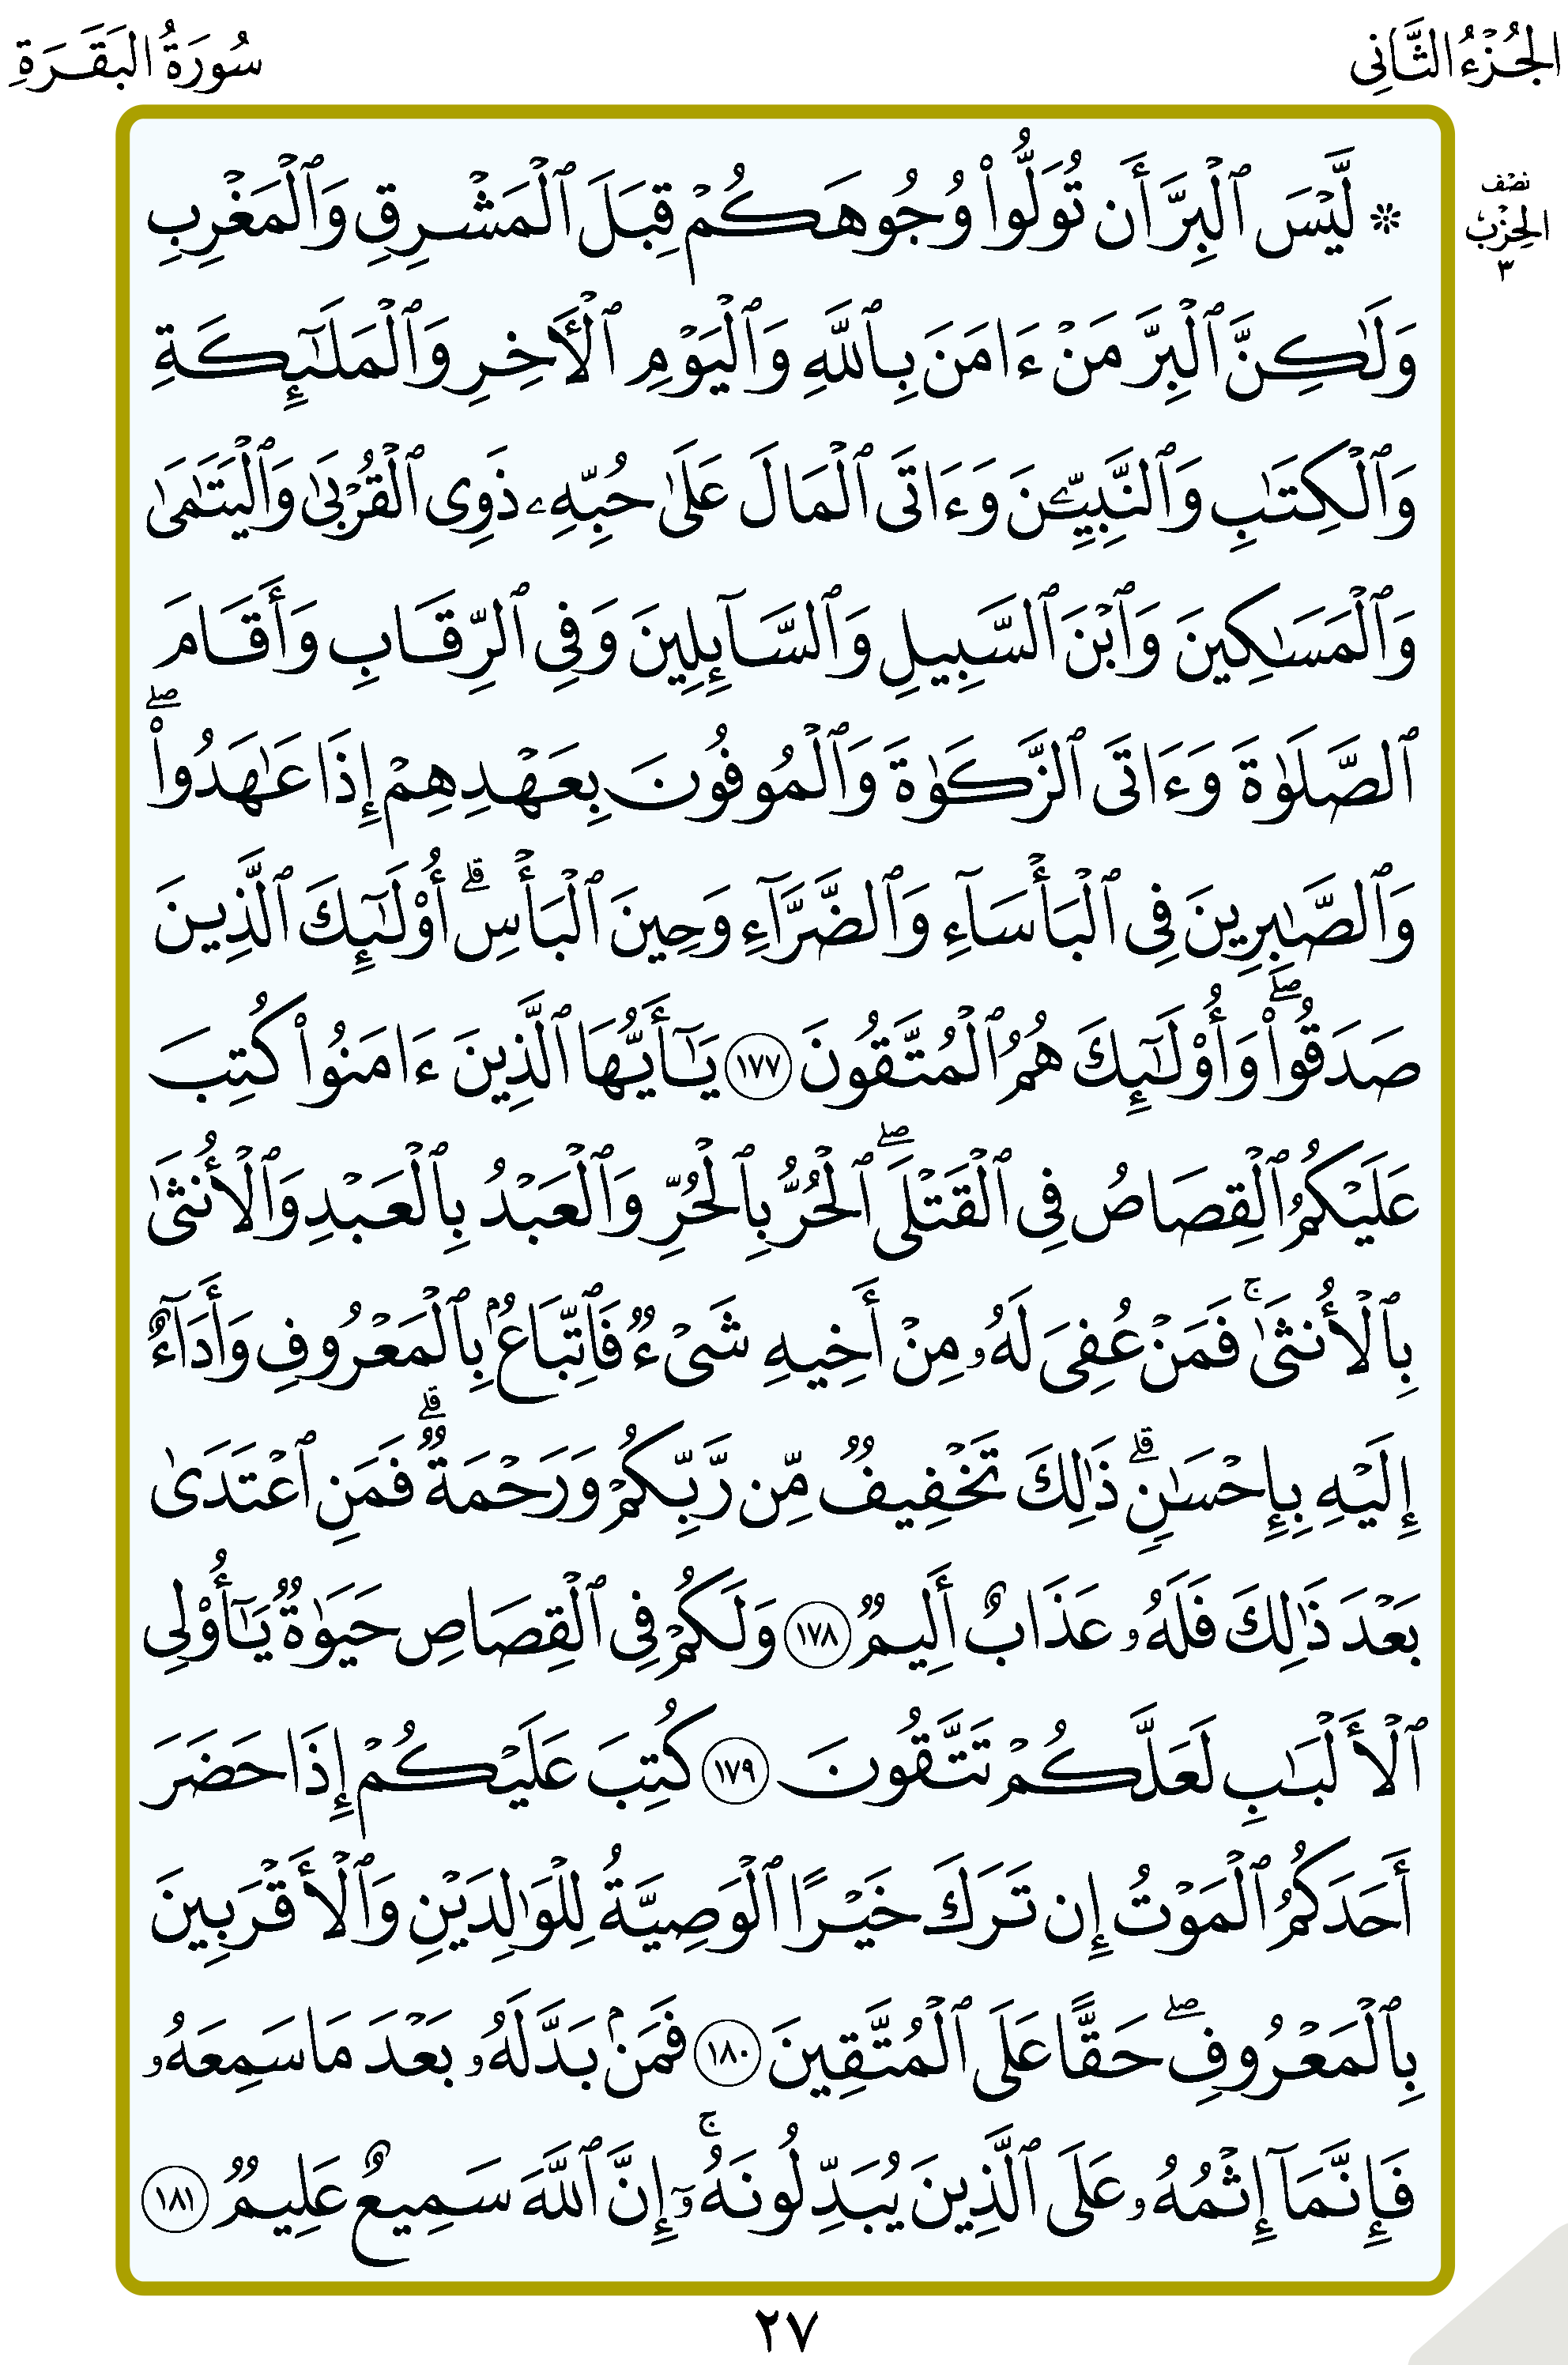 الجُزْءُ الثَّانِي
سُورَةُ البَقَرَةِ
نصف
الحِزْب
٣
۞ لَّيْسَ ٱلْبِرَّ أَن تُوَلُّوا۟ وُجُوهَكُمْ قِبَلَ ٱلْمَشْرِقِ وَٱلْمَغْرِبِ
وَلَٰكِنَّ ٱلْبِرَّ مَنْ ءَامَنَ بِٱللَّهِ وَٱلْيَوْمِ ٱلْأَخِرِ وَٱلْمَلَٰٓئِكَةِ
وَٱلْكِتَٰبِ وَٱلنَّبِيِّۦنَ وَءَاتَى ٱلْمَالَ عَلَىٰ حُبِّهِۦ ذَوِى ٱلْقُرْبَىٰ وَٱلْيَتَٰمَىٰ
وَٱلْمَسَٰكِينَ وَٱبْنَ ٱلسَّبِيلِ وَٱلسَّآئِلِينَ وَفِى ٱلرِّقَابِ وَأَقَامَ
ٱلصَّلَوٰةَ وَءَاتَى ٱلزَّكَوٰةَ وَٱلْمُوفُونَ بِعَهْدِهِمْ إِذَا عَٰهَدُوا۟ ۖ
وَٱلصَّٰبِرِينَ فِى ٱلْبَأْسَآءِ وَٱلضَّرَّآءِ وَحِينَ ٱلْبَأْسِ ۗ أُو۟لَٰٓئِكَ ٱلَّذِينَ
صَدَقُوا۟ ۖ وَأُو۟لَٰٓئِكَ هُمُ ٱلْمُتَّقُونَ ١٧٧ يَٰٓأَيُّهَا ٱلَّذِينَ ءَامَنُوا۟ كُتِبَ
عَلَيْكُمُ ٱلْقِصَاصُ فِى ٱلْقَتْلَى ۖ ٱلْحُرُّ بِٱلْحُرِّ وَٱلْعَبْدُ بِٱلْعَبْدِ وَٱلْأُنثَىٰ
بِٱلْأُنثَىٰ ۚ فَمَنْ عُفِىَ لَهُۥ مِنْ أَخِيهِ شَىْءٌ فَٱتِّبَاعٌۢ بِٱلْمَعْرُوفِ وَأَدَآءٌ
إِلَيْهِ بِإِحْسَٰنٍ ۗ ذَٰلِكَ تَخْفِيفٌ مِّن رَّبِّكُمْ وَرَحْمَةٌ ۗ فَمَنِ ٱعْتَدَىٰ
بَعْدَ ذَٰلِكَ فَلَهُۥ عَذَابٌ أَلِيمٌ ١٧٨ وَلَكُمْ فِى ٱلْقِصَاصِ حَيَوٰةٌ يَٰٓأُو۟لِى
ٱلْأَلْبَٰبِ لَعَلَّكُمْ تَتَّقُونَ ١٧٩ كُتِبَ عَلَيْكُمْ إِذَا حَضَرَ
أَحَدَكُمُ ٱلْمَوْتُ إِن تَرَكَ خَيْرًا ٱلْوَصِيَّةُ لِلْوَٰلِدَيْنِ وَٱلْأَقْرَبِينَ
بِٱلْمَعْرُوفِ ۖ حَقًّا عَلَى ٱلْمُتَّقِينَ ١٨٠ فَمَنۢ بَدَّلَهُۥ بَعْدَ مَا سَمِعَهُۥ
فَإِنَّمَآ إِثْمُهُۥ عَلَى ٱلَّذِينَ يُبَدِّلُونَهُۥٓ ۚ إِنَّ ٱللَّهَ سَمِيعٌ عَلِيمٌ ١٨١
٢٧